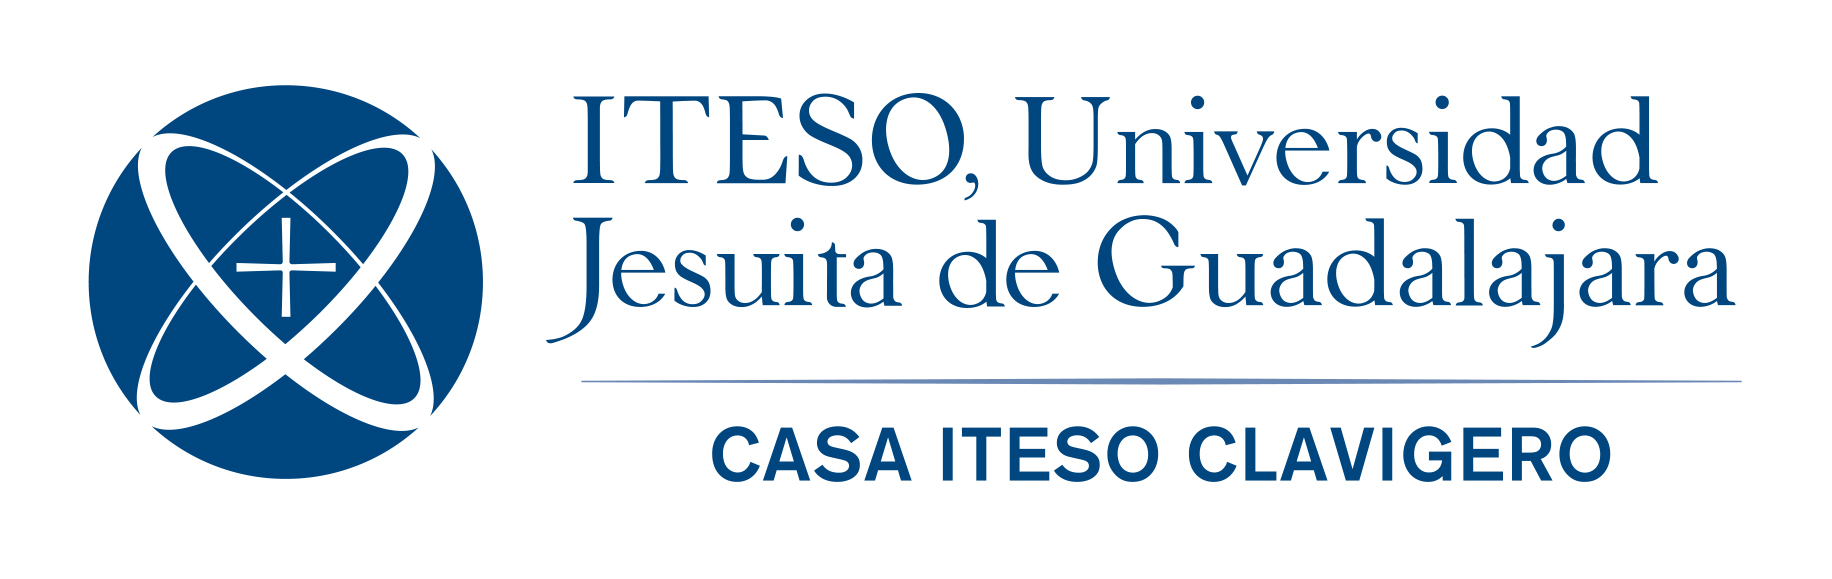 ITESO, Universidad
Jesuita de Guadalajara
CASA ITESO CLAVIGERO